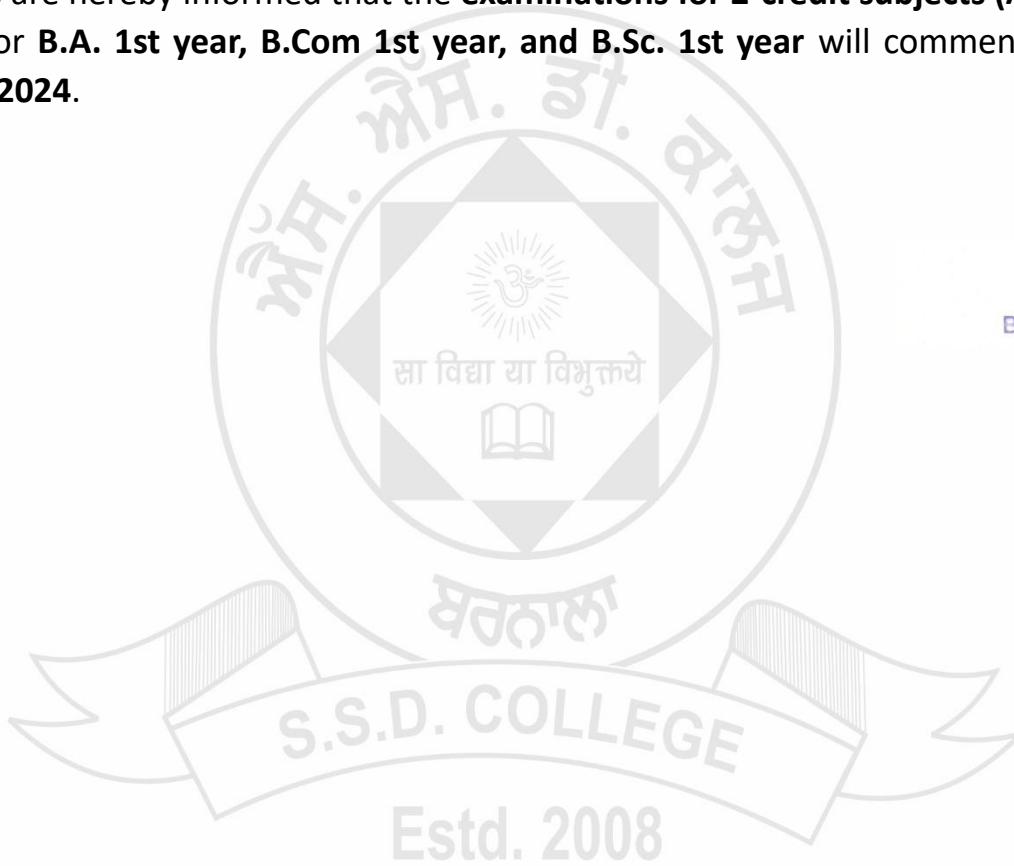 are hereby informed that the examinations for 2-credit subjects
or B.A. 1st year, B.Com 1st year, and B.Sc. 1st year will commen
2024.
ਐੱਸ. ਐੱਸ. ਡੀ. ਕਾਲਜ
सा विद्या या विभुक्तये
ਬਰਨਾਲਾ
S.S.D. COLLEGE
Estd. 2008